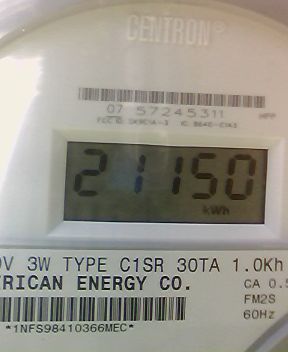 CENTRON®
07 57245311
21150
kWh
V 3W TYPE C1SR 30TA 1.0Kh
RICAN ENERGY CO.
CA 0.5
FM2S
60Hz
*1NFS98410366MEC*